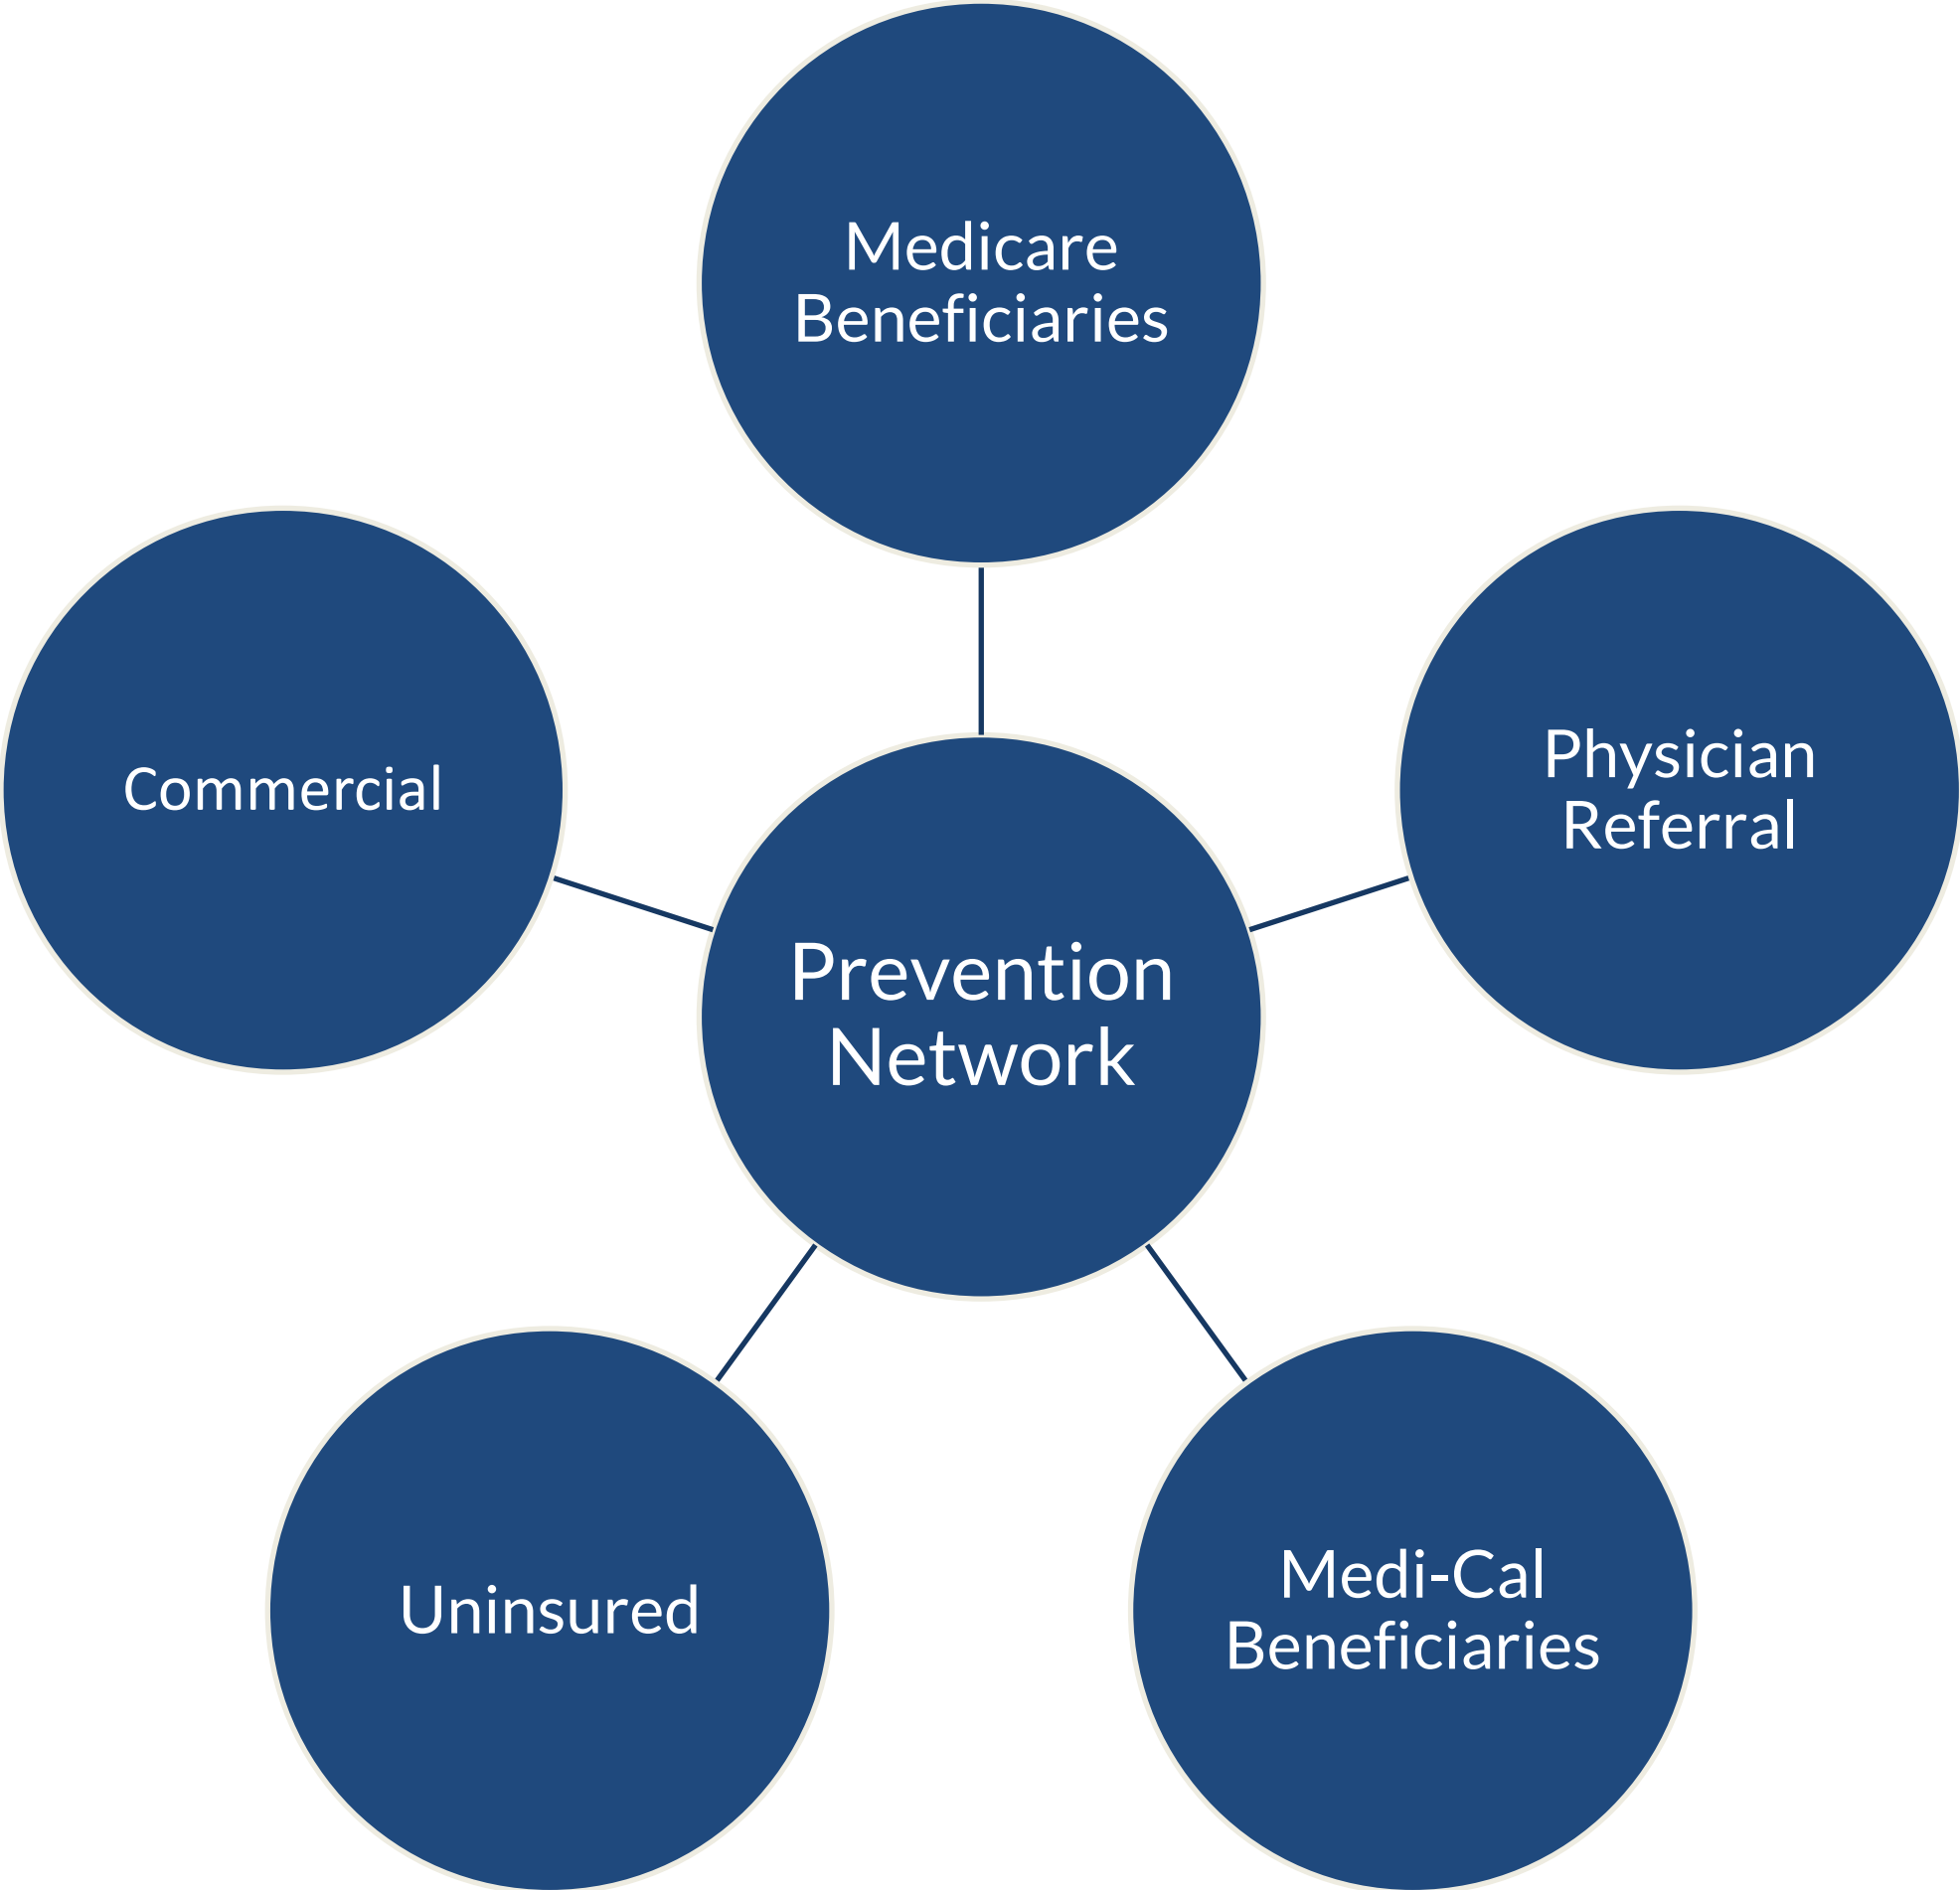 Medicare
Beneficiaries
Commercial
Physician
Referral
Prevention
Network
Uninsured
Medi-Cal
Beneficiaries